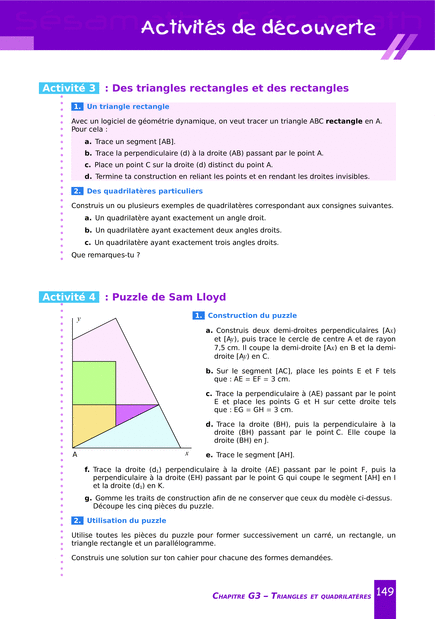 Activités de découverte
Activité 3 : Des triangles rectangles et des rectangles
1. Un triangle rectangle
Avec un logiciel de géométrie dynamique, on veut tracer un triangle ABC rectangle en A.
Pour cela :
a. Trace un segment [AB].
b. Trace la perpendiculaire (d) à la droite (AB) passant par le point A.
c. Place un point C sur la droite (d) distinct du point A.
d. Termine ta construction en reliant les points et en rendant les droites invisibles.
2. Des quadrilatères particuliers
Construis un ou plusieurs exemples de quadrilatères correspondant aux consignes suivantes.
a. Un quadrilatère ayant exactement un angle droit.
b. Un quadrilatère ayant exactement deux angles droits.
c. Un quadrilatère ayant exactement trois angles droits.
Que remarques-tu ?
Activité 4 : Puzzle de Sam Lloyd
y
A
x
1. Construction du puzzle
a. Construis deux demi-droites perpendiculaires [Ax)
et [Ay), puis trace le cercle de centre A et de rayon
7,5 cm. Il coupe la demi-droite [Ax) en B et la demi-
droite [Ay) en C.
b. Sur le segment [AC], place les points E et F tels
que : AE = EF = 3 cm.
c. Trace la perpendiculaire à (AE) passant par le point
E et place les points G et H sur cette droite tels
que : EG = GH = 3 cm.
d. Trace la droite (BH), puis la perpendiculaire à la
droite (BH) passant par le point C. Elle coupe la
droite (BH) en J.
e. Trace le segment [AH].
f. Trace la droite (d₁) perpendiculaire à la droite (AE) passant par le point F, puis la
perpendiculaire à la droite (EH) passant par le point G qui coupe le segment [AH] en I
et la droite (d₁) en K.
g. Gomme les traits de construction afin de ne conserver que ceux du modèle ci-dessus.
Découpe les cinq pièces du puzzle.
2. Utilisation du puzzle
Utilise toutes les pièces du puzzle pour former successivement un carré, un rectangle, un
triangle rectangle et un parallélogramme.
Construis une solution sur ton cahier pour chacune des formes demandées.
CHAPITRE G3 – TRIANGLES ET QUADRILATÈRES 149